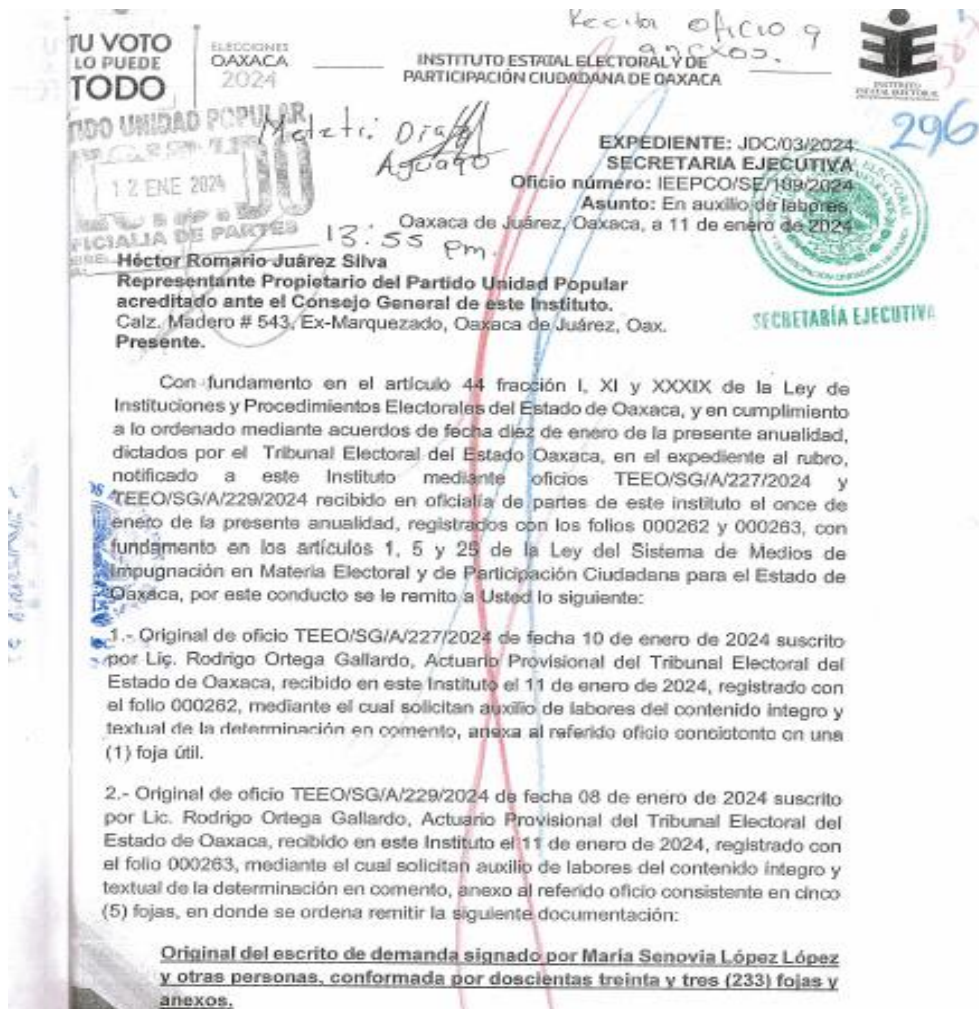 Recibí oficio y
anexos.
TU VOTO
LO PUEDE
TODO
ELECCIONES
OAXACA
2024
INSTITUTO ESTATAL ELECTORAL Y DE
PARTICIPACIÓN CIUDADANA DE OAXACA
INSTITUTO
ESTATAL ELECTORAL
296
UNIDAD POPULAR
12 ENE 2024
OFICIALIA DE PARTES
13:55 pm.
EXPEDIENTE: JDC/03/2024
SECRETARIA EJECUTIVA
Oficio número: IEEPCO/SE/189/2024
Asunto: En auxilio de labores.
Oaxaca de Juárez, Oaxaca, a 11 de enero de 2024
SECRETARÍA EJECUTIVA
Héctor Romario Juárez Silva
Representante Propietario del Partido Unidad Popular
acreditado ante el Consejo General de este Instituto.
Calz. Madero # 543, Ex-Marquezado, Oaxaca de Juárez, Oax.
Presente.
Con fundamento en el artículo 44 fracción I, XI y XXXIX de la Ley de
Instituciones y Procedimientos Electorales del Estado de Oaxaca, y en cumplimiento
a lo ordenado mediante acuerdos de fecha diez de enero de la presente anualidad,
dictados por el Tribunal Electoral del Estado Oaxaca, en el expediente al rubro,
notificado a este Instituto mediante oficios TEEO/SG/A/227/2024 y
TEEO/SG/A/229/2024 recibido en oficialía de partes de este instituto el once de
enero de la presente anualidad, registrados con los folios 000262 y 000263, con
fundamento en los artículos 1, 5 y 25 de la Ley del Sistema de Medios de
Impugnación en Materia Electoral y de Participación Ciudadana para el Estado de
Oaxaca, por este conducto se le remito a Usted lo siguiente:
1.- Original de oficio TEEO/SG/A/227/2024 de fecha 10 de enero de 2024 suscrito
por Lic. Rodrigo Ortega Gallardo, Actuario Provisional del Tribunal Electoral del
Estado de Oaxaca, recibido en este Instituto el 11 de enero de 2024, registrado con
el folio 000262, mediante el cual solicitan auxilio de labores del contenido íntegro y
textual de la determinación en comento, anexa al referido oficio consistente en una
(1) foja útil.
2.- Original de oficio TEEO/SG/A/229/2024 de fecha 08 de enero de 2024 suscrito
por Lic. Rodrigo Ortega Gallardo, Actuario Provisional del Tribunal Electoral del
Estado de Oaxaca, recibido en este Instituto el 11 de enero de 2024, registrado con
el folio 000263, mediante el cual solicitan auxilio de labores del contenido íntegro y
textual de la determinación en comento, anexo al referido oficio consistente en cinco
(5) fojas, en donde se ordena remitir la siguiente documentación:
Original del escrito de demanda signado por María Senovia López López
y otras personas, conformada por doscientas treinta y tres (233) fojas y
anexos.